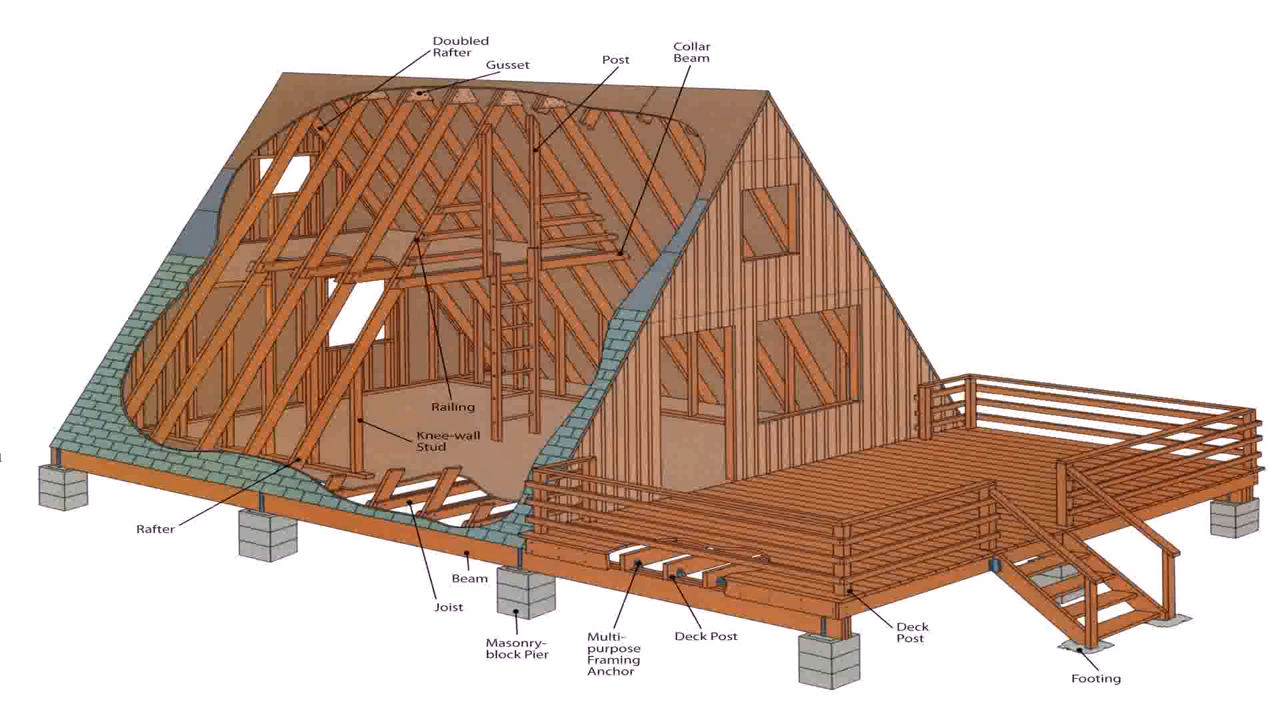 Doubled
Rafter
Gusset
Post
Collar
Beam
Railing
Knee-wall
Stud
Rafter
Beam
Joist
Masonry-
block Pier
Multi-
purpose
Framing
Anchor
Deck Post
Deck
Post
Footing